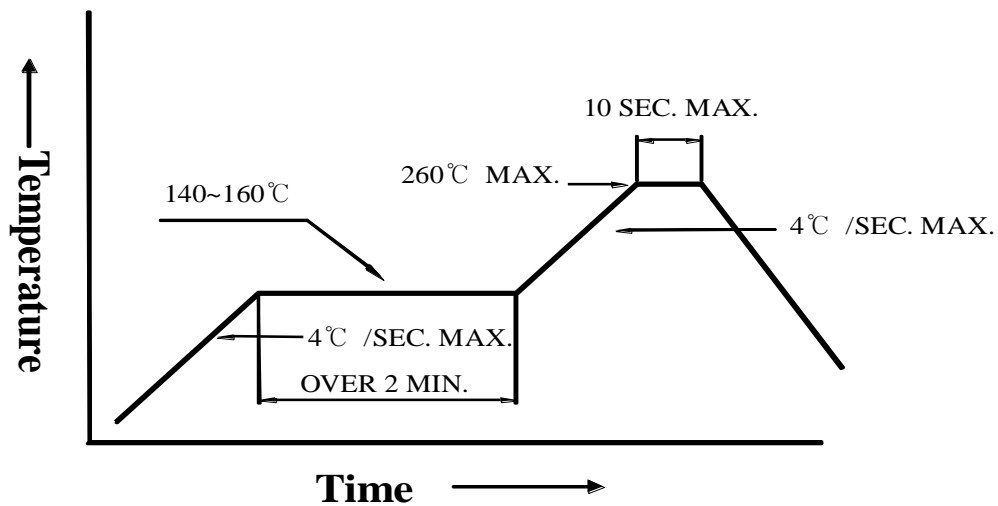 10 SEC. MAX.
260℃ MAX.
140~160℃
4℃ /SEC. MAX.
4℃ /SEC. MAX.
OVER 2 MIN.
Temperature
Time